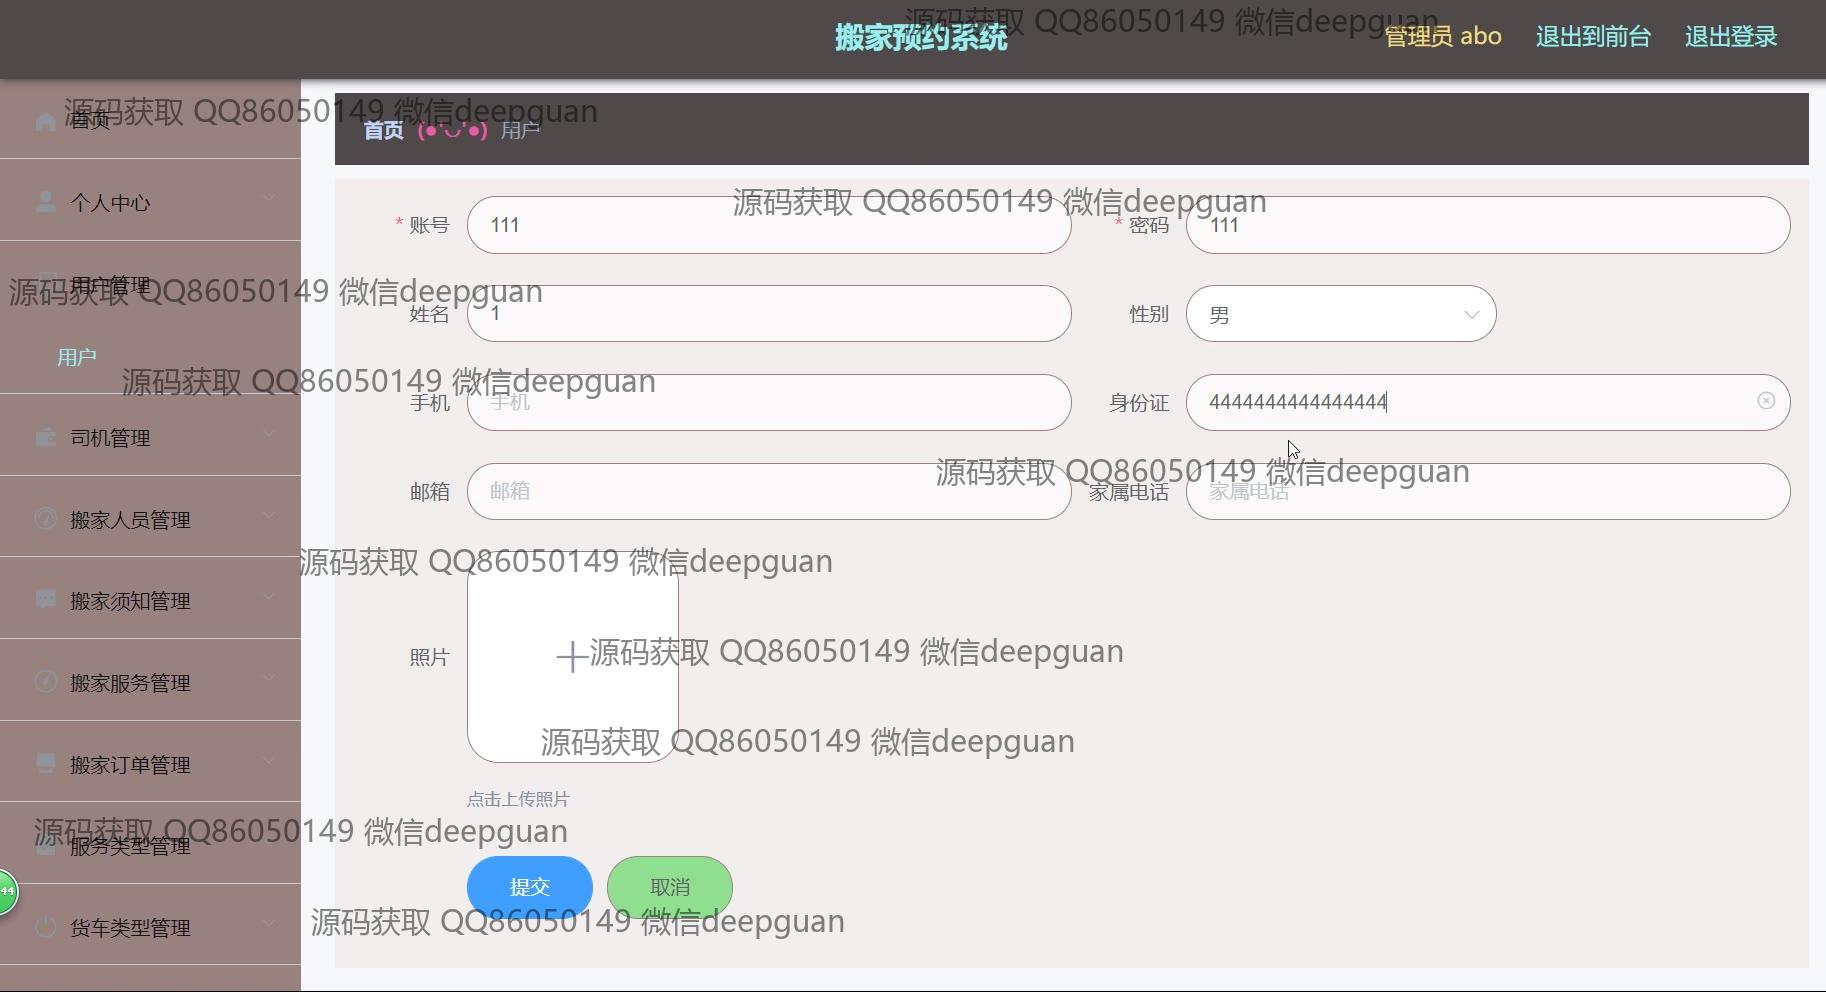 搬家预约系统
管理员 abo
退出到前台
退出登录
源码获取 QQ86050149 微信deepguan
首页
个人中心
用户管理
用户
司机管理
搬家人员管理
搬家须知管理
搬家服务管理
搬家订单管理
服务类型管理
货车类型管理
44
源码获取 QQ86050149 微信deepguan
首页 (●'◡'●) 用户
源码获取 QQ86050149 微信deepguan
* 账号 111
* 密码 111
源码获取 QQ86050149 微信deepguan
姓名 1
性别 男
源码获取 QQ86050149 微信deepguan
手机 手机
身份证 4444444444444444
源码获取 QQ86050149 微信deepguan
邮箱 邮箱
家属电话 家属电话
源码获取 QQ86050149 微信deepguan
照片
源码获取 QQ86050149 微信deepguan
源码获取 QQ86050149 微信deepguan
点击上传照片
源码获取 QQ86050149 微信deepguan
提交
取消
源码获取 QQ86050149 微信deepguan